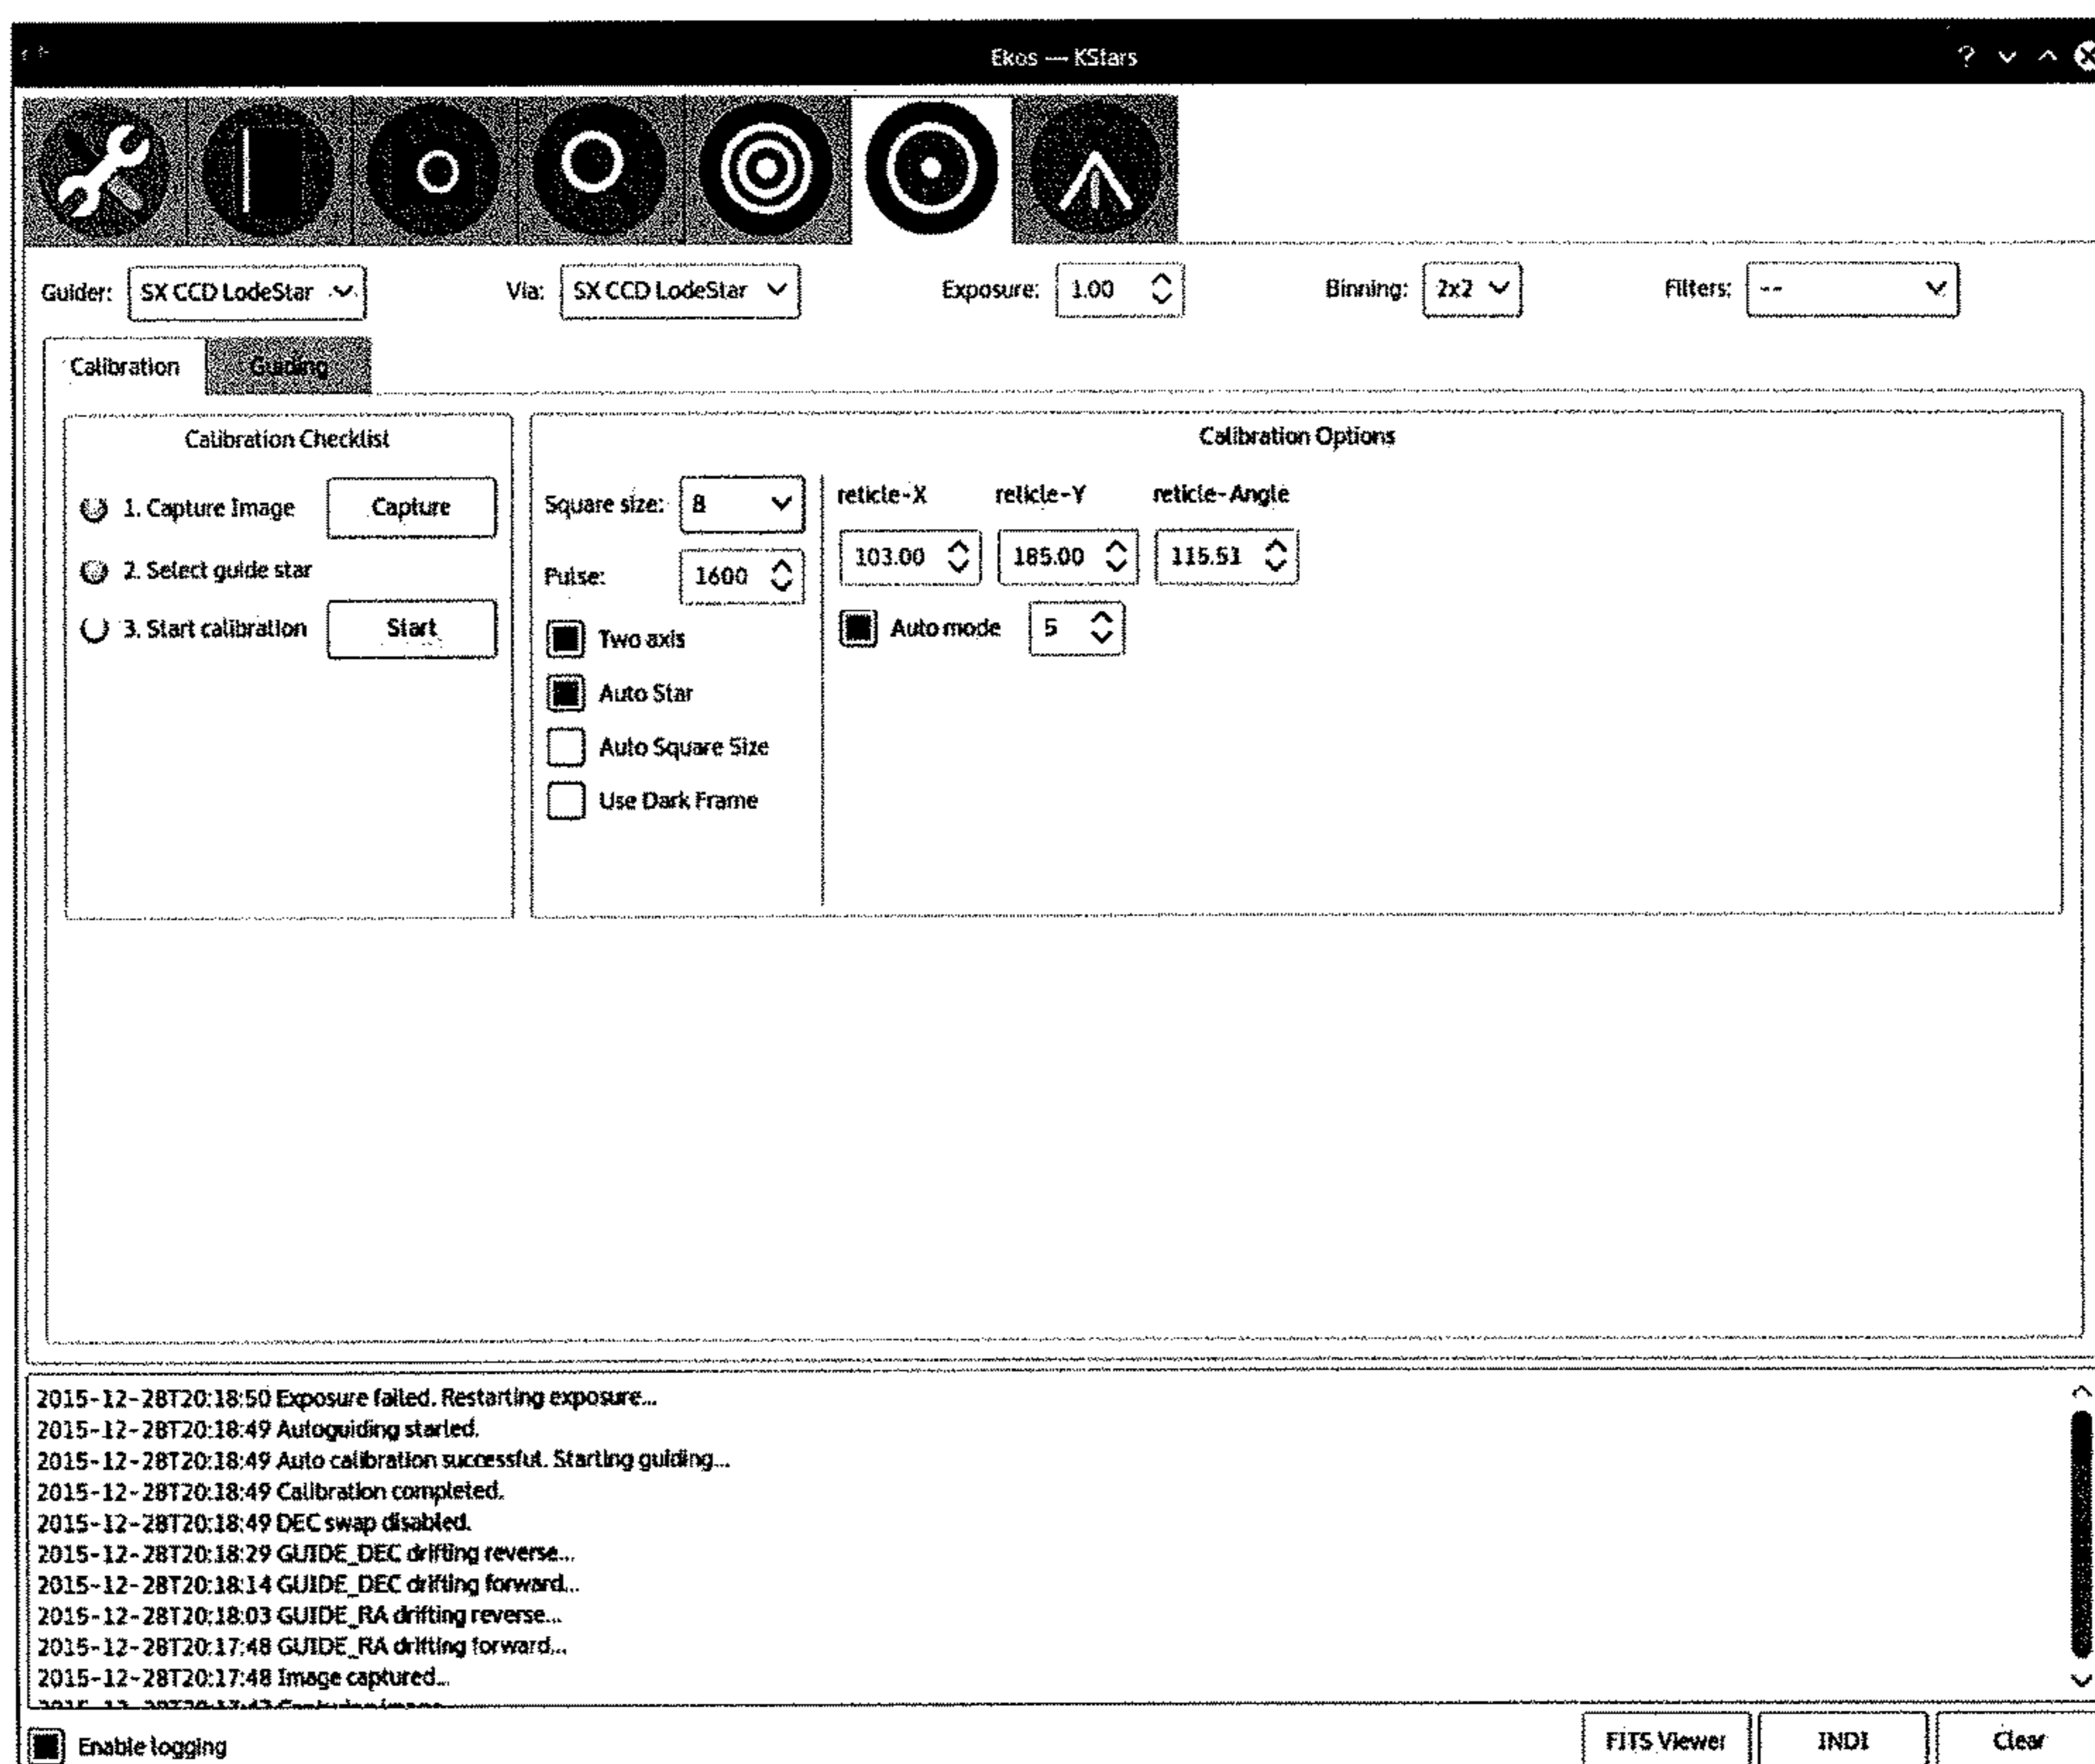 Ekos — KStars
Guider: SX CCD LodeStar Via: SX CCD LodeStar Exposure: 1.00 Binning: 2x2 Filters: --
Calibration Guiding
Calibration Checklist
1. Capture Image Capture
2. Select guide star
3. Start calibration Start
Calibration Options
Square size: 8
Pulse: 1600
Two axis
Auto Star
Auto Square Size
Use Dark Frame
reticle-X reticle-Y reticle-Angle
103.00 185.00 115.51
Auto mode 5
2015-12-28T20:18:50 Exposure failed. Restarting exposure...
2015-12-28T20:18:49 Autoguiding started.
2015-12-28T20:18:49 Auto calibration successful. Starting guiding...
2015-12-28T20:18:49 Calibration completed.
2015-12-28T20:18:49 DEC swap disabled.
2015-12-28T20:18:29 GUIDE_DEC drifting reverse...
2015-12-28T20:18:14 GUIDE_DEC drifting forward...
2015-12-28T20:18:03 GUIDE_RA drifting reverse...
2015-12-28T20:17:48 GUIDE_RA drifting forward...
2015-12-28T20:17:48 Image captured...
Enable logging FITS Viewer INDI Clear